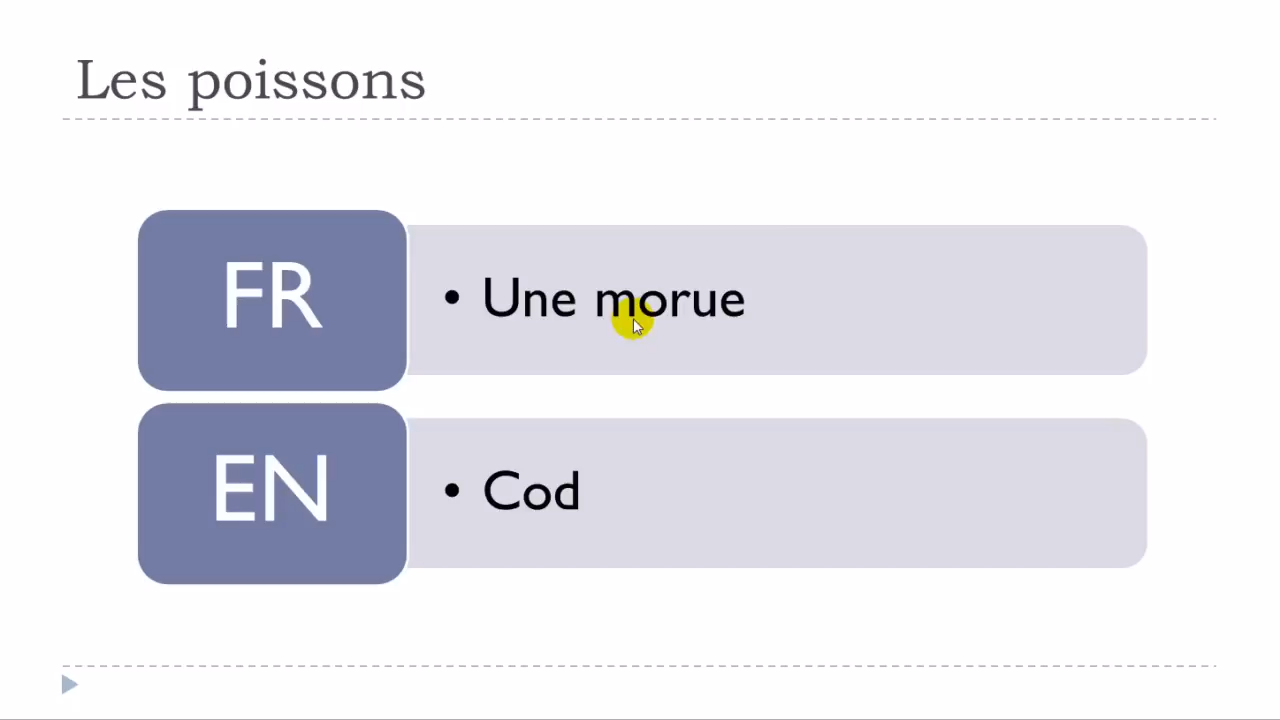 Les poissons
FR
• Une morue
EN
• Cod